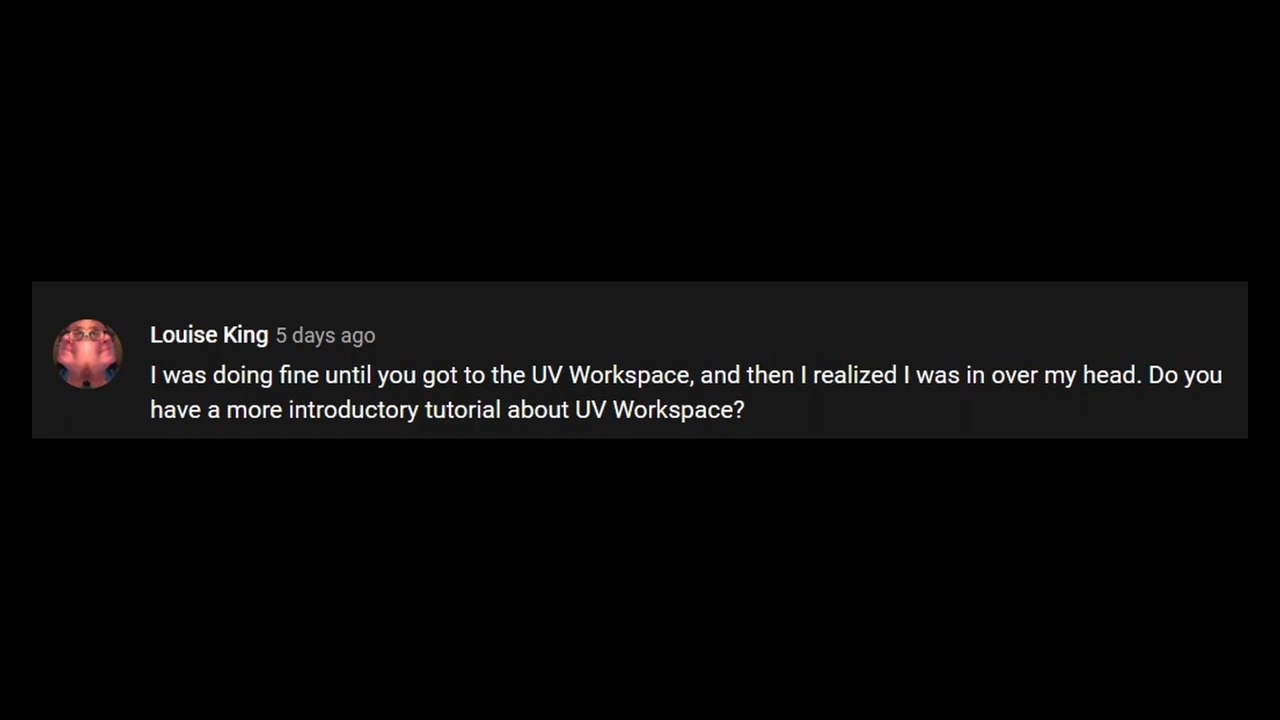 Louise King 5 days ago
I was doing fine until you got to the UV Workspace, and then I realized I was in over my head. Do you
have a more introductory tutorial about UV Workspace?